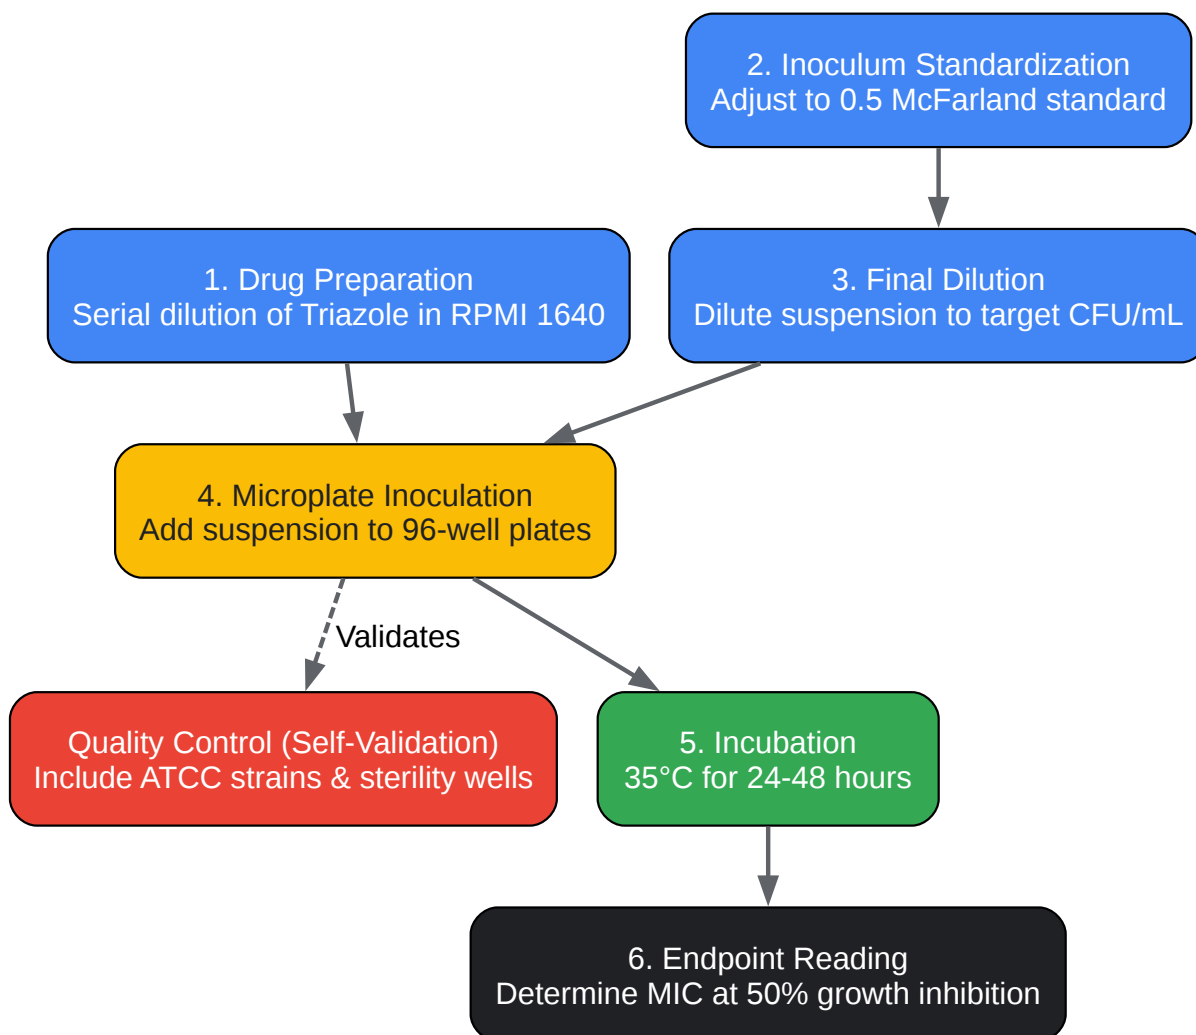 2. Inoculum Standardization
Adjust to 0.5 McFarland standard
1. Drug Preparation
Serial dilution of Triazole in RPMI 1640
3. Final Dilution
Dilute suspension to target CFU/mL
4. Microplate Inoculation
Add suspension to 96-well plates
Validates
Quality Control (Self-Validation)
Include ATCC strains & sterility wells
5. Incubation
35°C for 24-48 hours
6. Endpoint Reading
Determine MIC at 50% growth inhibition